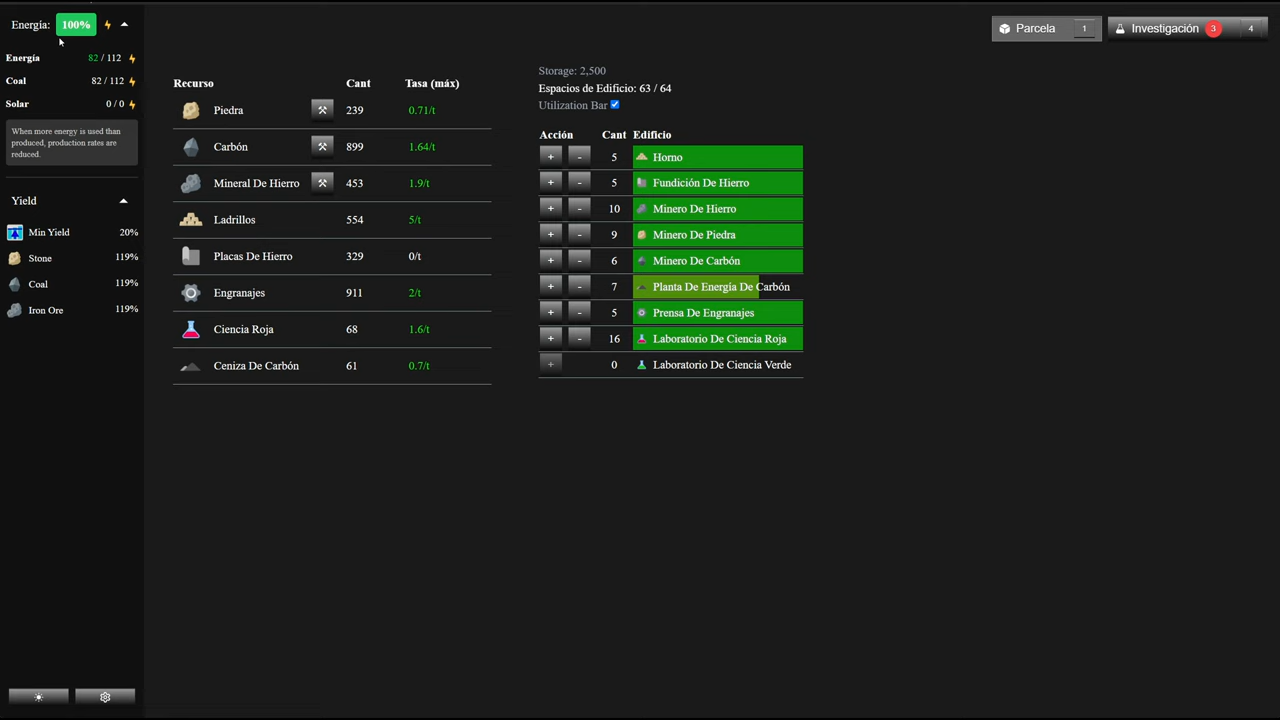 Energía: 100%
Energía 82 / 112
Coal 82 / 112
Solar 0 / 0
When more energy is used than
produced, production rates are
reduced.
Yield
Min Yield 20%
Stone 119%
Coal 119%
Iron Ore 119%
Recurso Cant Tasa (máx)
Piedra 239 0.71/t
Carbón 899 1.64/t
Mineral De Hierro 453 1.9/t
Ladrillos 554 5/t
Placas De Hierro 329 0/t
Engranajes 911 2/t
Ciencia Roja 68 1.6/t
Ceniza De Carbón 61 0.7/t
Storage: 2,500
Espacios de Edificio: 63 / 64
Utilization Bar
Acción Cant Edificio
+ - 5 Horno
+ - 5 Fundición De Hierro
+ - 10 Minero De Hierro
+ - 9 Minero De Piedra
+ - 6 Minero De Carbón
+ - 7 Planta De Energía De Carbón
+ - 5 Prensa De Engranajes
+ - 16 Laboratorio De Ciencia Roja
+ 0 Laboratorio De Ciencia Verde
Parcela 1
Investigación 3 4